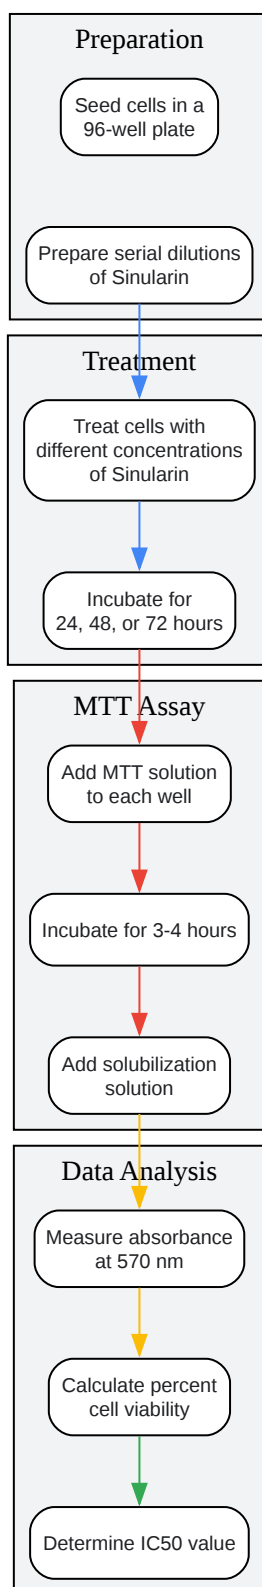 Preparation
Seed cells in a
96-well plate
Prepare serial dilutions
of Sinularin
Treatment
Treat cells with
different concentrations
of Sinularin
Incubate for
24, 48, or 72 hours
MTT Assay
Add MTT solution
to each well
Incubate for 3-4 hours
Add solubilization
solution
Data Analysis
Measure absorbance
at 570 nm
Calculate percent
cell viability
Determine IC50 value